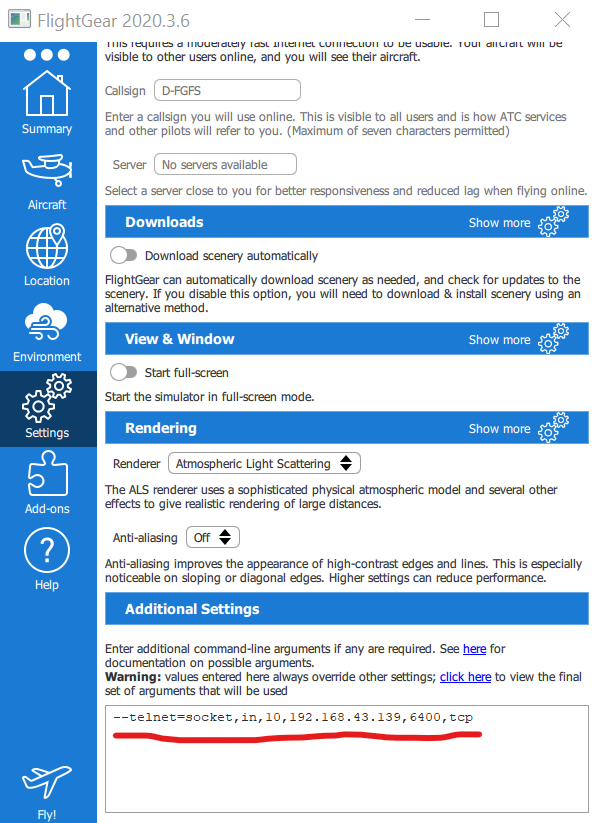 FlightGear 2020.3.6
This requires a moderately fast internet connection to be usable. Your aircraft will be
visible to other users online, and you will see their aircraft.
Callsign D-FGFS
Enter a callsign you will use online. This is visible to all users and is how ATC services
and other pilots will refer to you. (Maximum of seven characters permitted)
Server No servers available
Select a server close to you for better responsiveness and reduced lag when flying online.
Downloads Show more
Download scenery automatically
FlightGear can automatically download scenery as needed, and check for updates to the
scenery. If you disable this option, you will need to download & install scenery using an
alternative method.
View & Window Show more
Start full-screen
Start the simulator in full-screen mode.
Rendering Show more
Renderer Atmospheric Light Scattering
The ALS renderer uses a sophisticated physical atmospheric model and several other
effects to give realistic rendering of large distances.
Anti-aliasing Off
Anti-aliasing improves the appearance of high-contrast edges and lines. This is especially
noticeable on sloping or diagonal edges. Higher settings can reduce performance.
Additional Settings
Enter additional command-line arguments if any are required. See here for
documentation on possible arguments.
Warning: values entered here always override other settings; click here to view the final
set of arguments that will be used
--telnet=socket,in,10,192.168.43.139,6400,tcp
Summary
Aircraft
Location
Environment
Settings
Add-ons
Help
Fly!